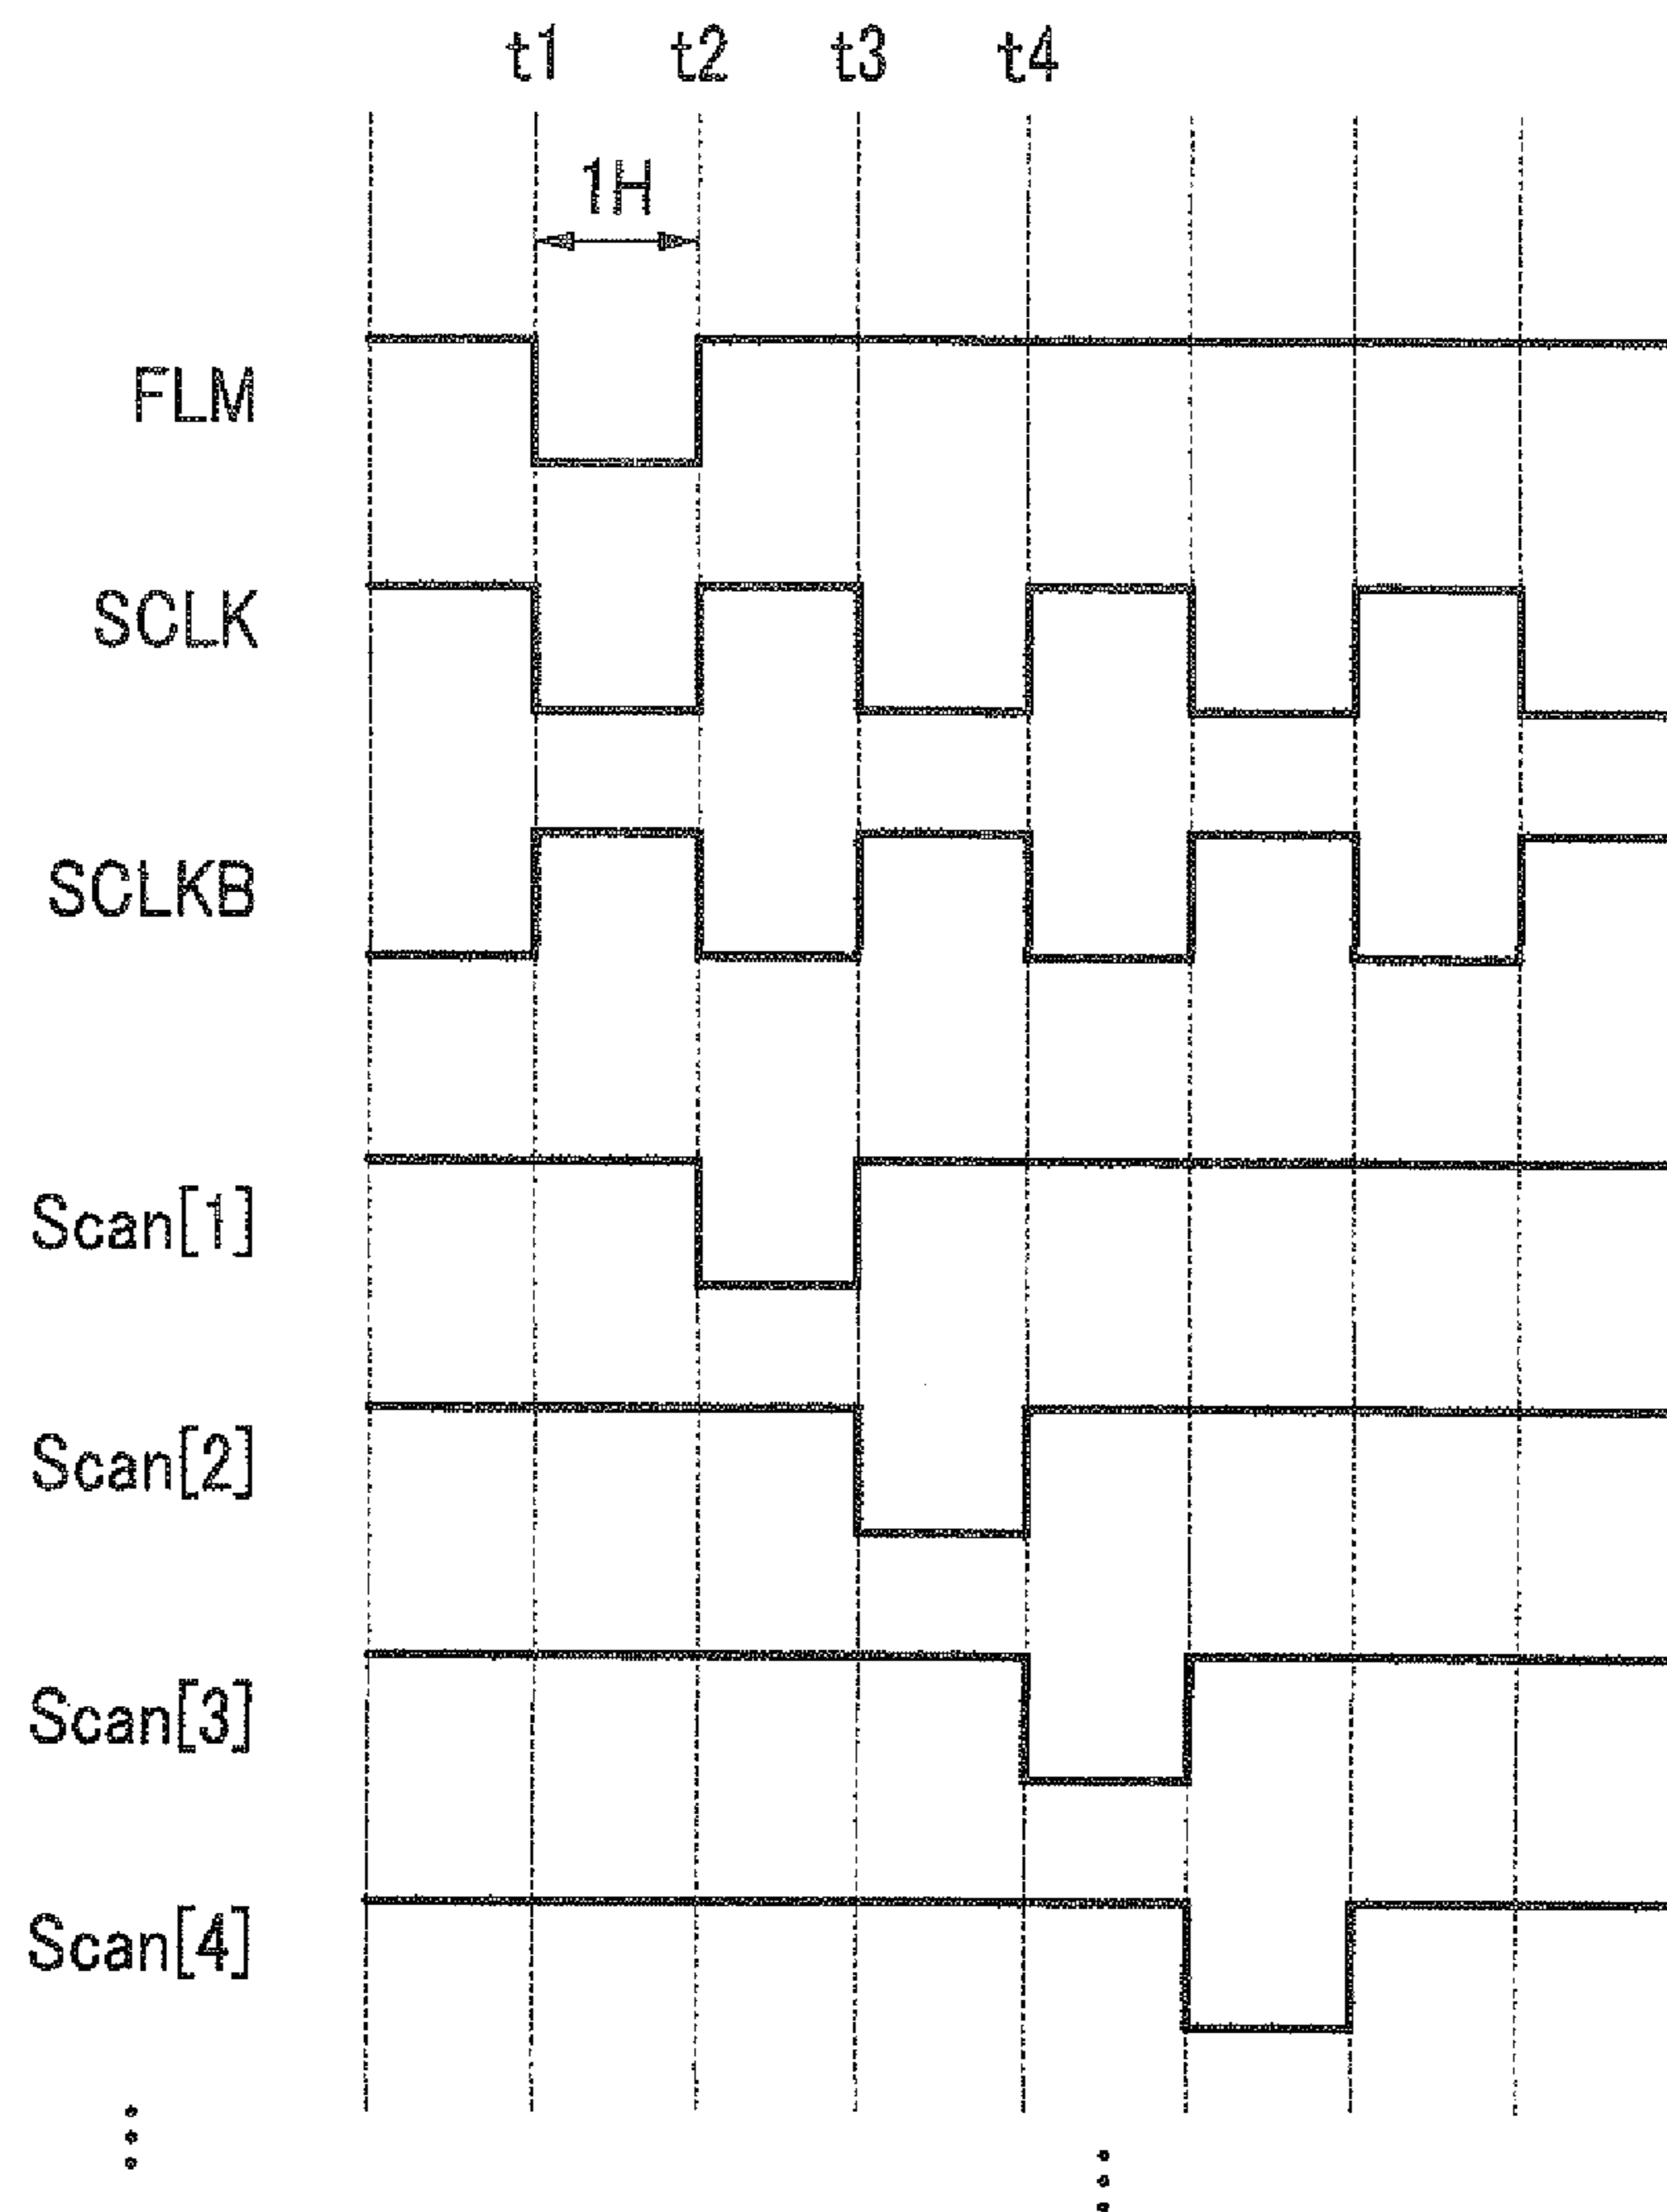 t1 t2 t3 t4
1H
FLM
SCLK
SCLKB
Scan[1]
Scan[2]
Scan[3]
Scan[4]